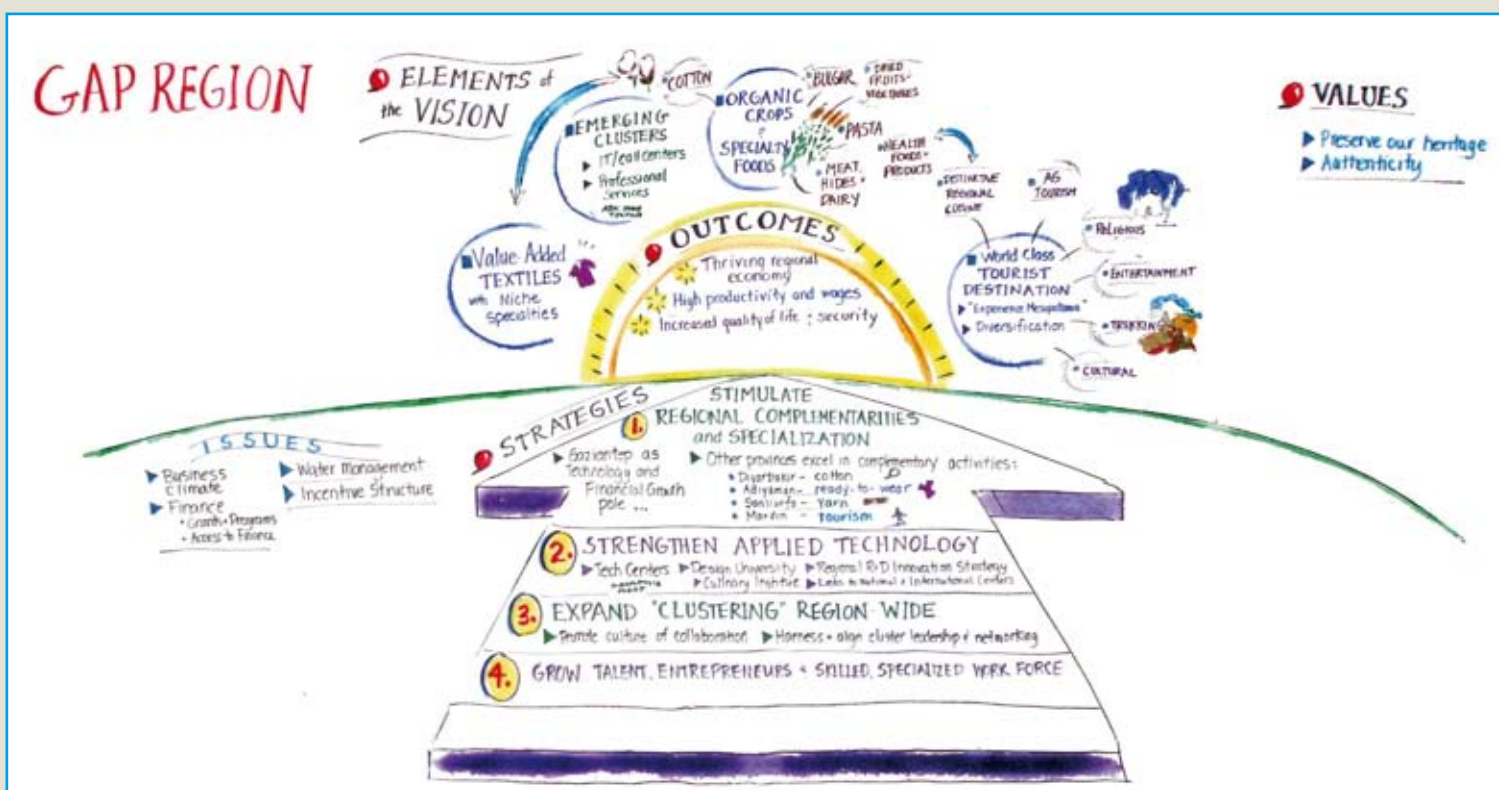 GAP REGION
ELEMENTS of
the VISION
COTTON
EMERGING
CLUSTERS
IT/call centers
Professional
Services
ORGANIC
CROPS
SPECIALTY
FOODS
BULGAR
DRIED
FRUITS
PASTA
MEAT,
HIDES +
DAIRY
HEALTH
FOODS +
PRODUCTS
Value-Added
TEXTILES
with Niche
Specialties
DISTINCTIVE
REGIONAL
CUISINE
AG
TOURISM
RELIGIOUS
World Class
TOURIST
DESTINATION
"Experience Mesopotamia"
Diversification
ENTERTAINMENT
TREKKING
CULTURAL
VALUES
Preserve our heritage
Authenticity
OUTCOMES
Thriving regional
economy
High productivity and wages
Increased quality of life + security
ISSUES
Business
Climate
Finance
Grants + Programs
Access to Finance
Water Management
Incentive Structure
STRATEGIES
STIMULATE
1. REGIONAL COMPLEMENTARITIES
and SPECIALIZATION
Gaziantep as
Technology and
Financial Growth
pole ...
Other provinces excel in complementary activities:
Diyarbakir - cotton
Adiyaman - ready-to-wear
Sanliurfa - yarn
Mardin - tourism
2. STRENGTHEN APPLIED TECHNOLOGY
Tech Centers
Design University
Regional R+D Innovation Strategy
Culinary Institute
Links to National + International Centers
3. EXPAND "CLUSTERING" REGION-WIDE
Promote culture of collaboration
Harness + align cluster leadership + networking
4. GROW TALENT, ENTREPRENEURS + SKILLED, SPECIALIZED WORK FORCE